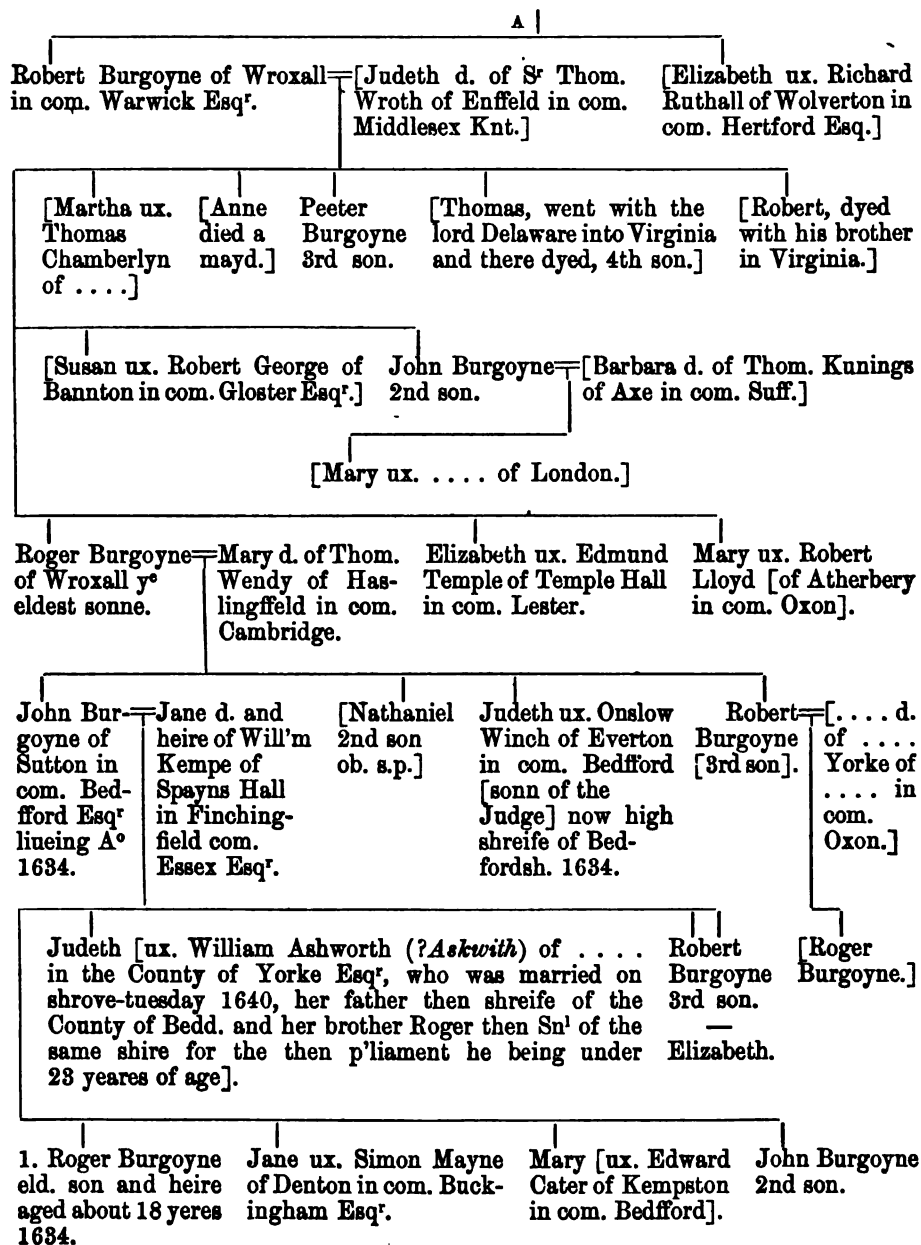 A
Robert Burgoyne of Wroxall
in com. Warwick Esqʳ.
[Judeth d. of Sʳ Thom.
Wroth of Enffeld in com.
Middlesex Knt.]
[Elizabeth ux. Richard
Ruthall of Wolverton in
com. Hertford Esq.]
[Martha ux.
Thomas
Chamberlyn
of . . . .]
[Anne
died a
mayd.]
Peeter
Burgoyne
3rd son.
[Thomas, went with the
lord Delaware into Virginia
and there dyed, 4th son.]
[Robert, dyed
with his brother
in Virginia.]
[Susan ux. Robert George of
Bannton in com. Gloster Esqʳ.]
John Burgoyne
2nd son.
[Barbara d. of Thom. Kunings
of Axe in com. Suff.]
[Mary ux. . . . . of London.]
Roger Burgoyne
of Wroxall yᵉ
eldest sonne.
Mary d. of Thom.
Wendy of Has-
lingffeld in com.
Cambridge.
Elizabeth ux. Edmund
Temple of Temple Hall
in com. Lester.
Mary ux. Robert
Lloyd [of Atherbery
in com. Oxon].
John Bur-
goyne of
Sutton in
com. Bed-
fford Esqʳ
liueing Aᵒ
1634.
Jane d. and
heire of Will'm
Kempe of
Spayns Hall
in Finching-
field com.
Essex Esqʳ.
[Nathaniel
2nd son
ob. s.p.]
Judeth ux. Onslow
Winch of Everton
in com. Bedfford
[sonn of the
Judge] now high
shreife of Bed-
fordsh. 1634.
Robert
Burgoyne
[3rd son].
[. . . . d.
of . . . .
Yorke of
. . . . in
com.
Oxon.]
Judeth [ux. William Ashworth (?Askwith) of . . . .
in the County of Yorke Esqʳ, who was married on
shrove-tuesday 1640, her father then shreife of the
County of Bedd. and her brother Roger then Snˡ of the
same shire for the then p'liament he being under
23 yeares of age].
Robert
Burgoyne
3rd son.
—
Elizabeth.
[Roger
Burgoyne.]
1. Roger Burgoyne
eld. son and heire
aged about 18 yeres
1634.
Jane ux. Simon Mayne
of Denton in com. Buck-
ingham Esqʳ.
Mary [ux. Edward
Cater of Kempston
in com. Bedfford].
John Burgoyne
2nd son.